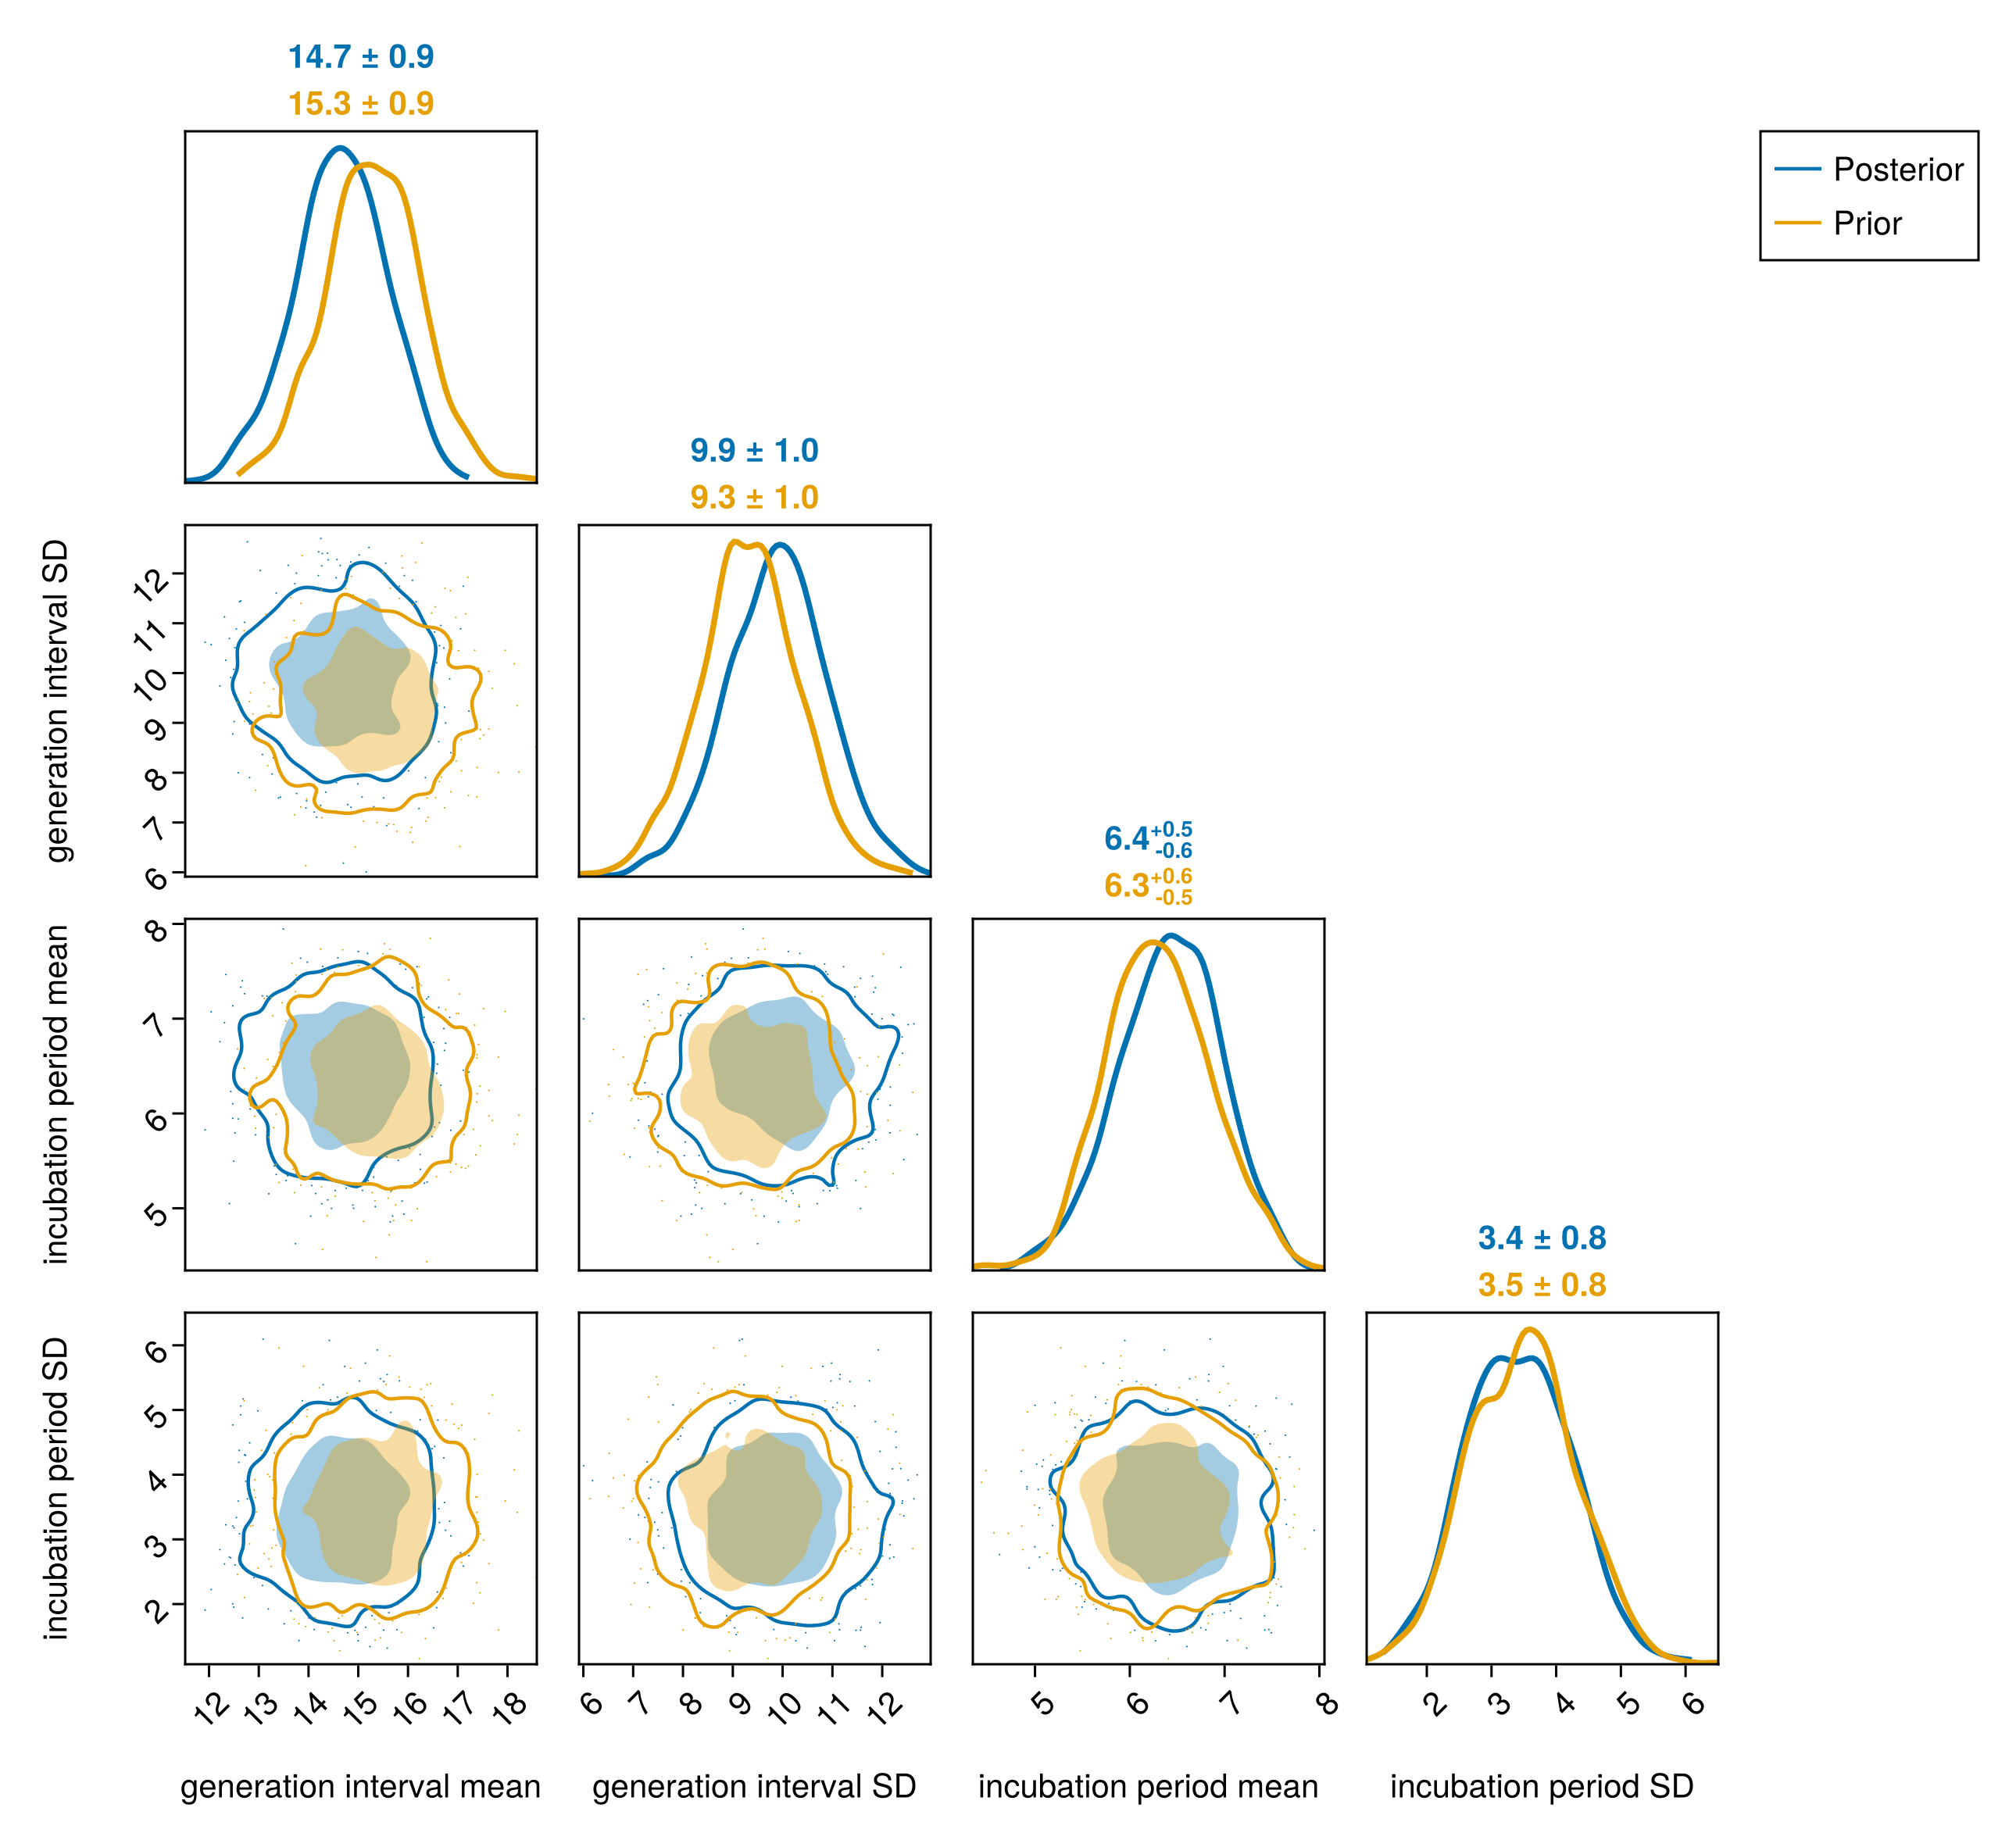 14.7 ± 0.9
15.3 ± 0.9
Posterior
Prior
9.9 ± 1.0
9.3 ± 1.0
generation interval SD
12
11
10
9
8
7
6
6.4+0.5-0.6
6.3+0.6-0.5
incubation period mean
8
7
6
5
3.4 ± 0.8
3.5 ± 0.8
incubation period SD
6
5
4
3
2
12 13 14 15 16 17 18
6 7 8 9 10 11 12
5 6 7 8
2 3 4 5 6
generation interval mean
generation interval SD
incubation period mean
incubation period SD